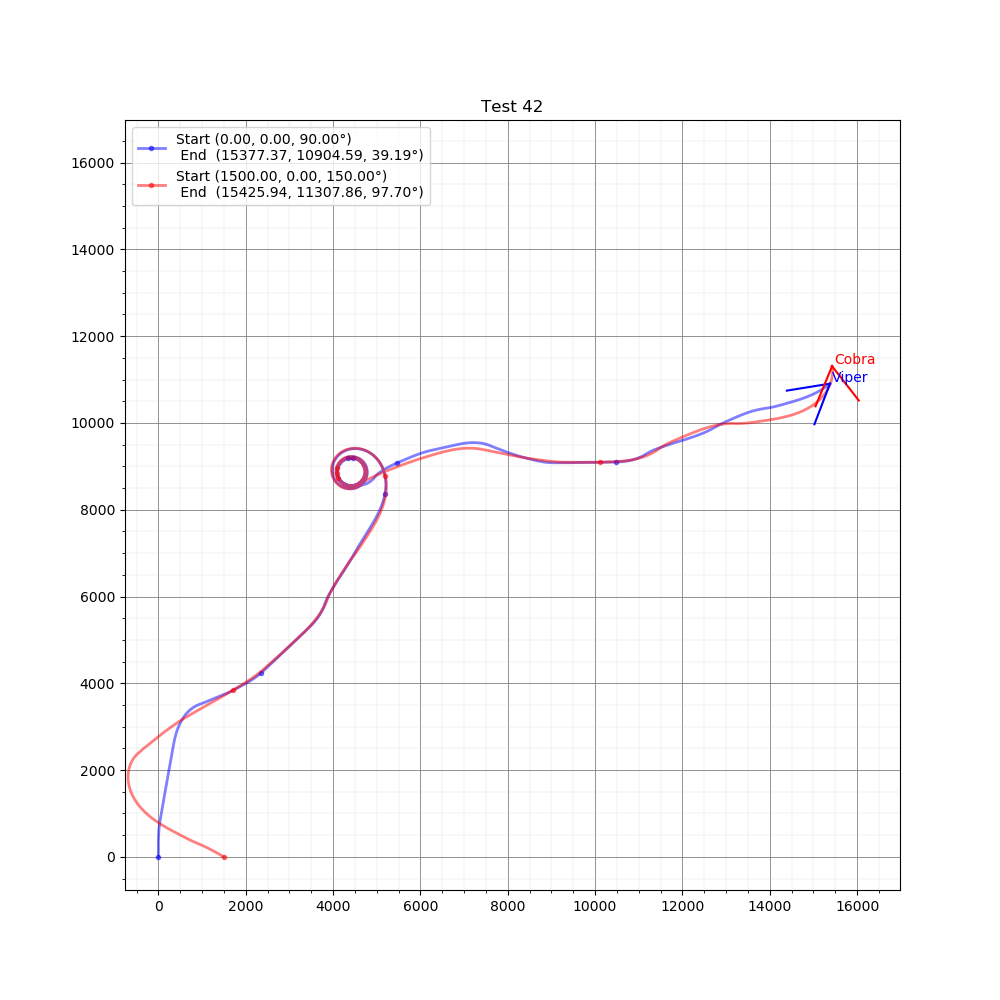 Test 42
Start (0.00, 0.00, 90.00°)
End (15377.37, 10904.59, 39.19°)
Start (1500.00, 0.00, 150.00°)
End (15425.94, 11307.86, 97.70°)
16000
14000
12000
10000
8000
6000
4000
2000
0
Cobra
Viper
0 2000 4000 6000 8000 10000 12000 14000 16000